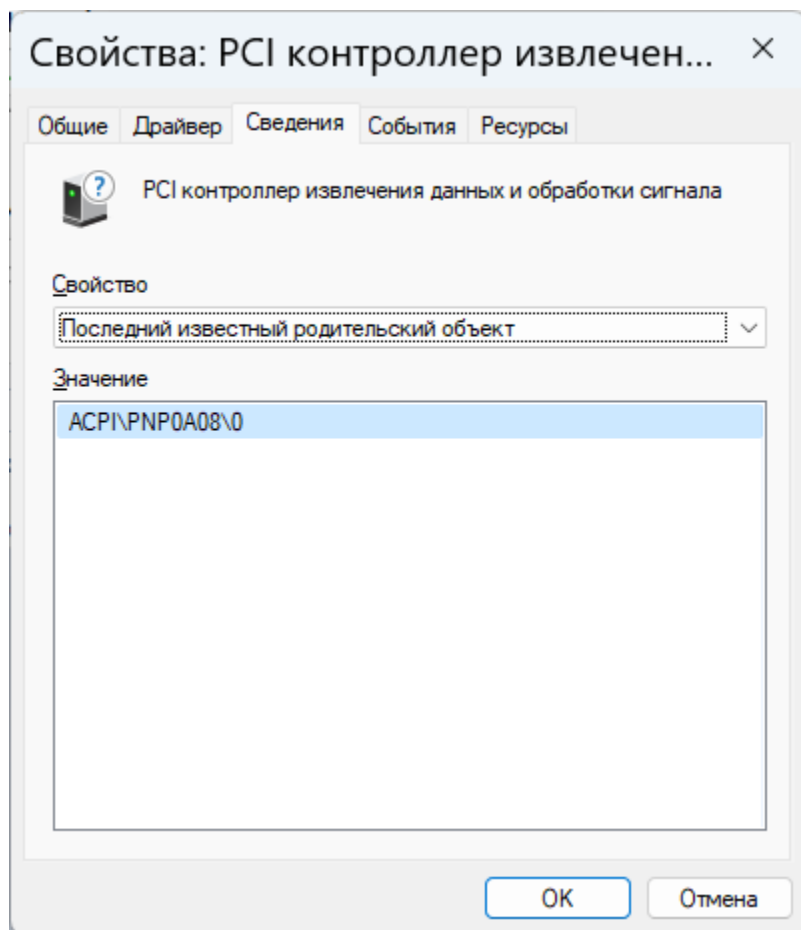 Свойства: PCI контроллер извлечен...
Общие Драйвер Сведения События Ресурсы
PCI контроллер извлечения данных и обработки сигнала
Свойство
Последний известный родительский объект
Значение
ACPI\PNP0A08\0
OK Отмена